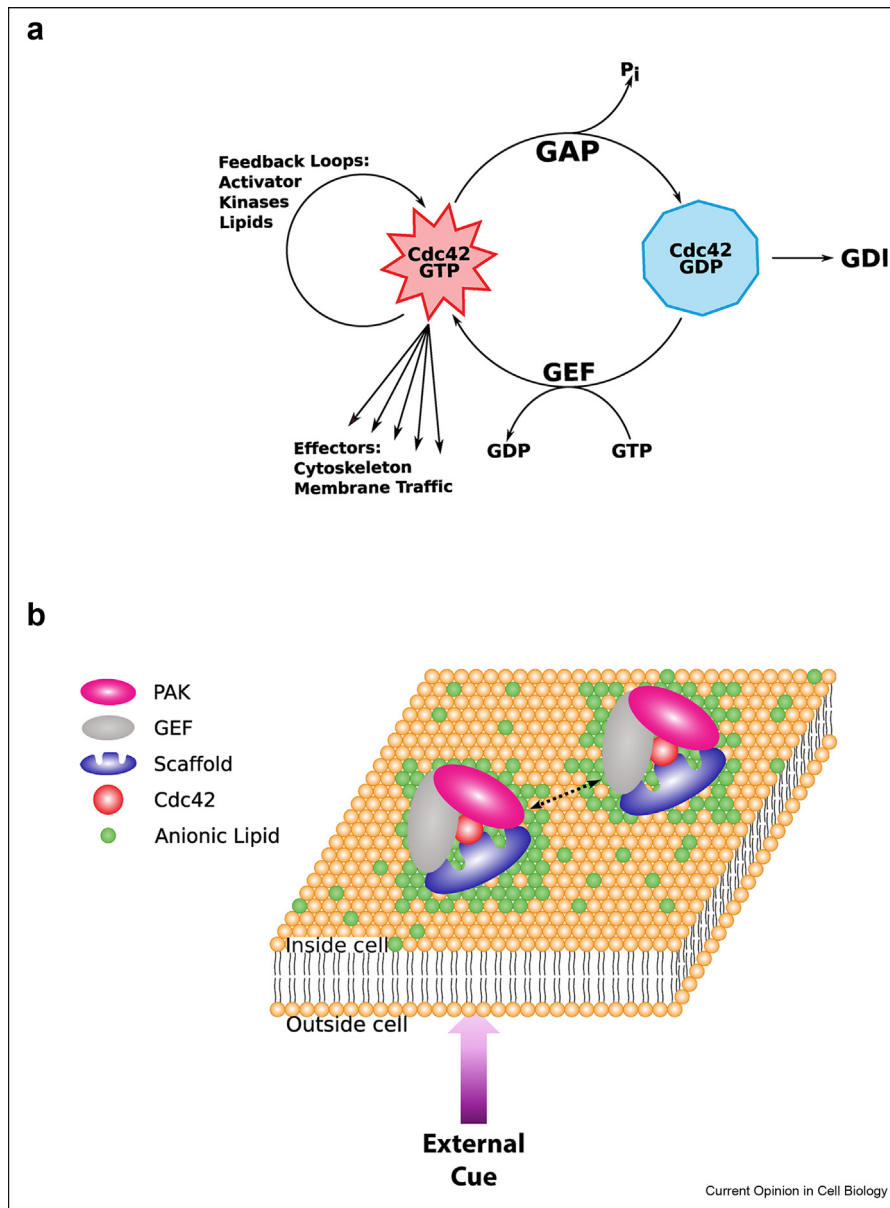 a
Pi
GAP
Feedback Loops:
Activator
Kinases
Lipids
Cdc42
GTP
Cdc42
GDP
GDI
GEF
GDP
GTP
Effectors:
Cytoskeleton
Membrane Traffic
b
PAK
GEF
Scaffold
Cdc42
Anionic Lipid
Inside cell
Outside cell
External
Cue
Current Opinion in Cell Biology